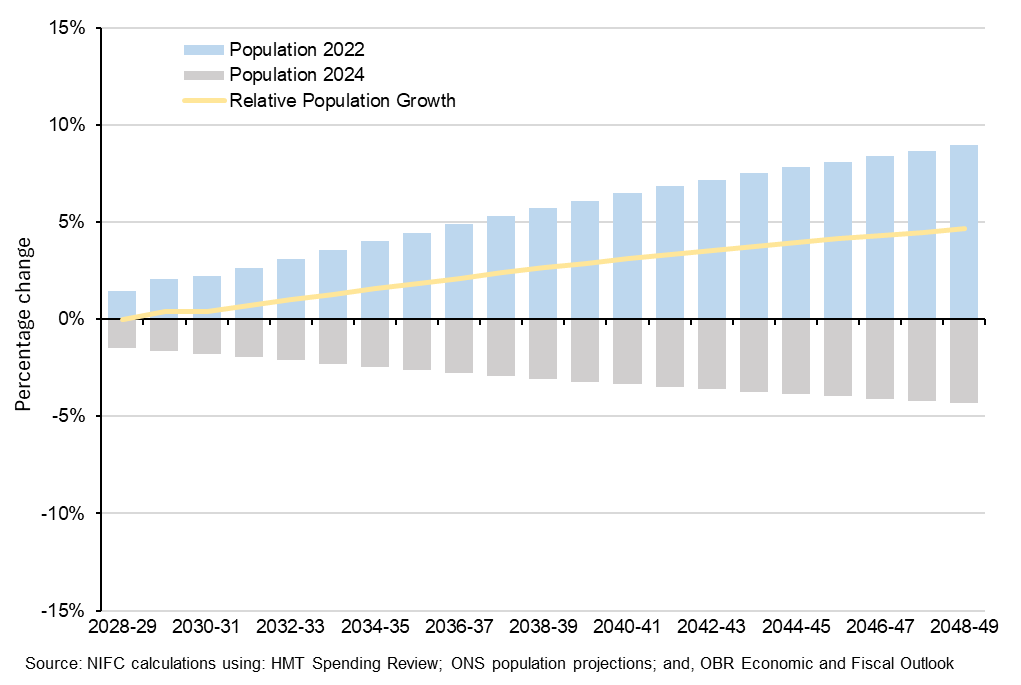 15%
Population 2022
Population 2024
Relative Population Growth
10%
5%
0%
-5%
-10%
-15%
Percentage change
2028-29 2030-31 2032-33 2034-35 2036-37 2038-39 2040-41 2042-43 2044-45 2046-47 2048-49
Source: NIFC calculations using: HMT Spending Review; ONS population projections; and, OBR Economic and Fiscal Outlook